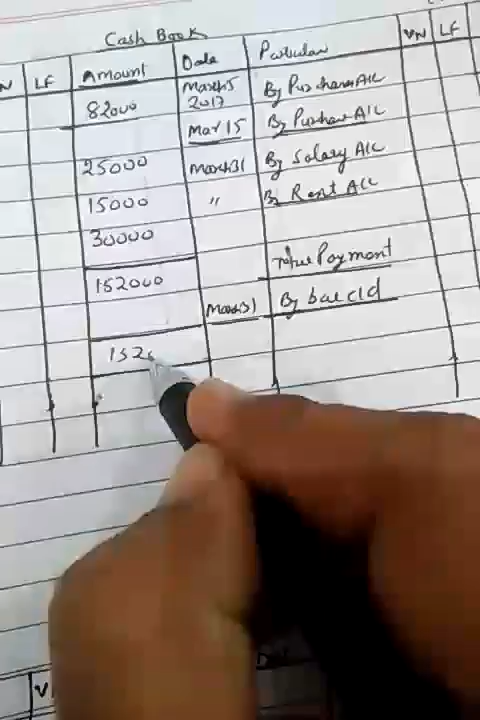 Cash Book
N LF Amount Date Particular VN LF
82000 March 5 2017 By Purchase A/c
Mar 15 By Purchase A/c
25000 March 31 By Salary A/c
15000 " By Rent A/c
30000
Payment
152000
March 31 By bal c/d
152
V